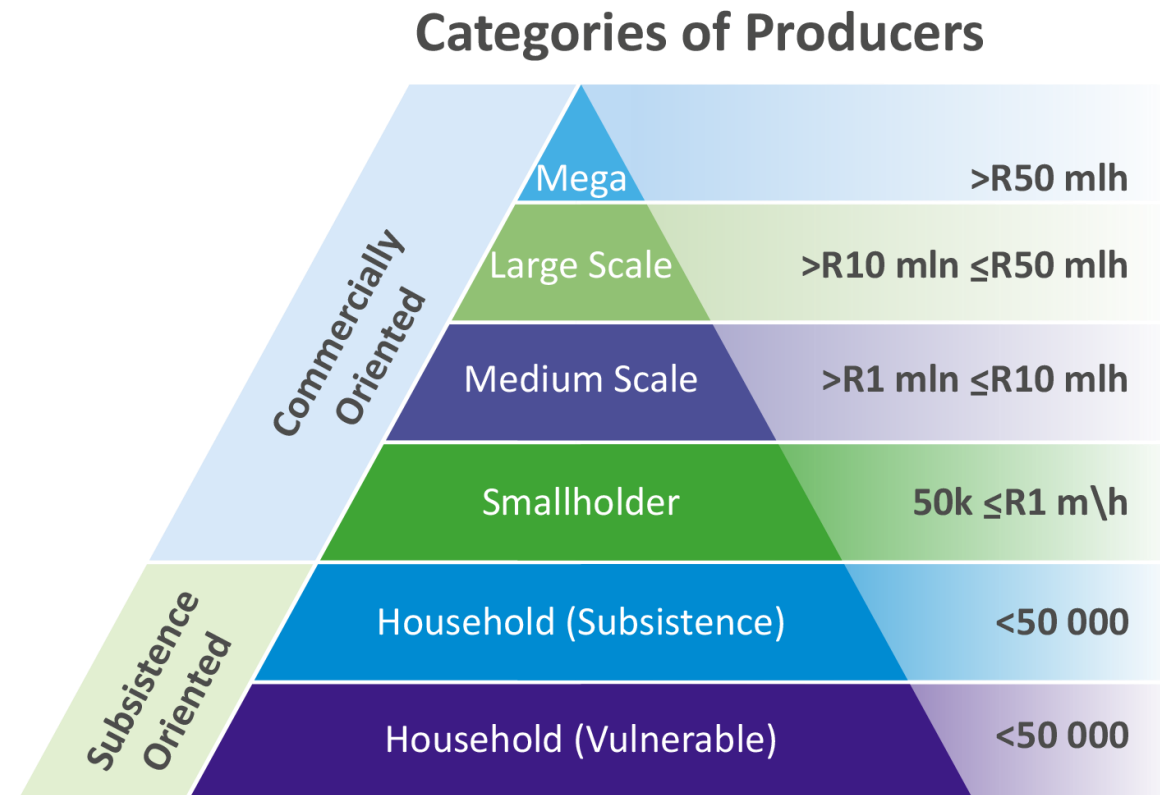 Categories of Producers
Commercially
Oriented
Mega
>R50 mlh
Large Scale
>R10 mln ≤R50 mlh
Medium Scale
>R1 mln ≤R10 mlh
Smallholder
50k ≤R1 m\h
Subsistence
Oriented
Household (Subsistence)
<50 000
Household (Vulnerable)
<50 000